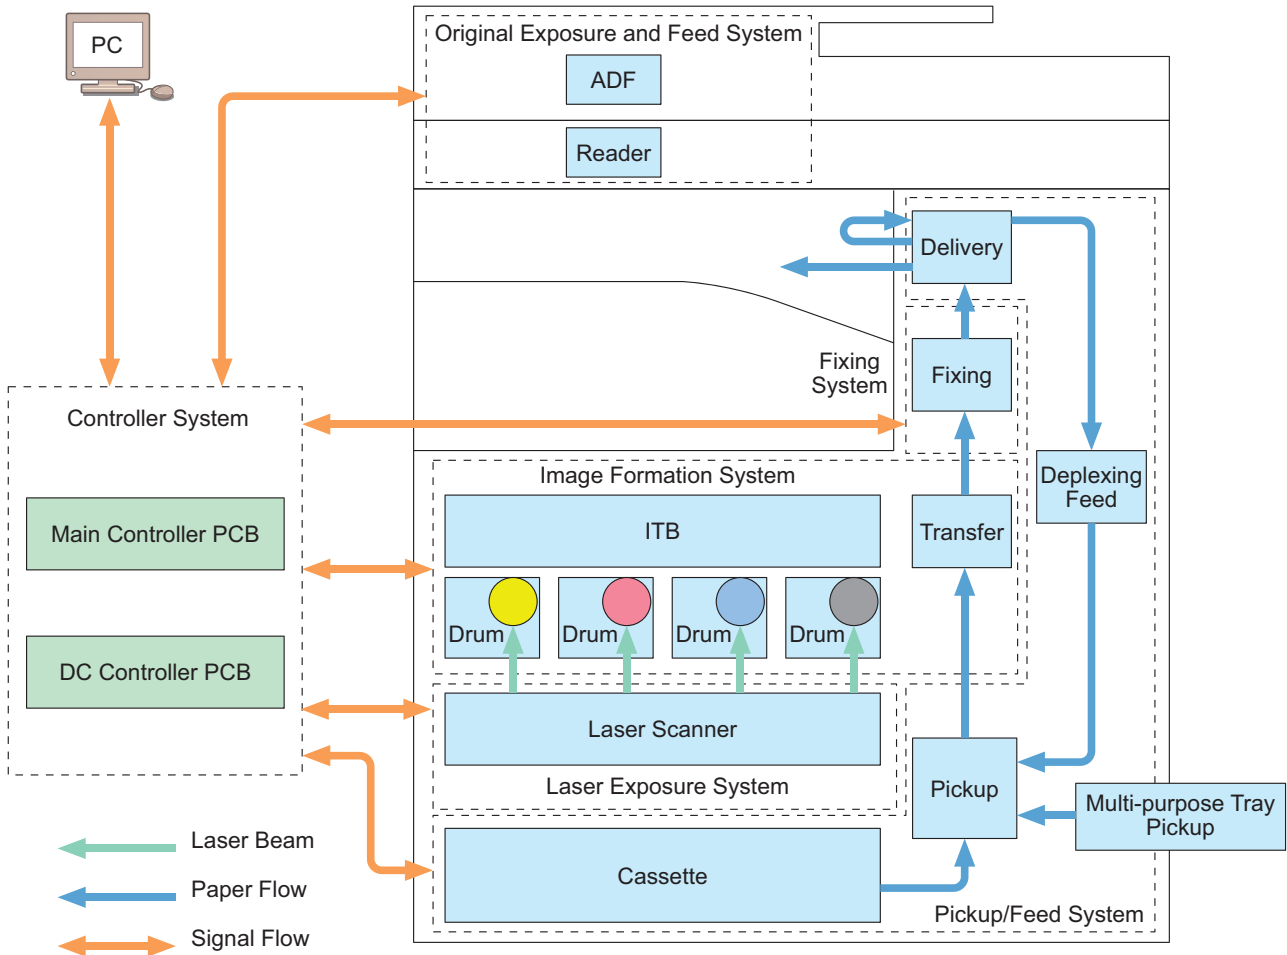 PC
Original Exposure and Feed System
ADF
Reader
Delivery
Fixing
System
Fixing
Controller System
Main Controller PCB
DC Controller PCB
Image Formation System
ITB
Transfer
Deplexing
Feed
Drum
Drum
Drum
Drum
Laser Scanner
Laser Exposure System
Pickup
Multi-purpose Tray
Pickup
Cassette
Pickup/Feed System
Laser Beam
Paper Flow
Signal Flow